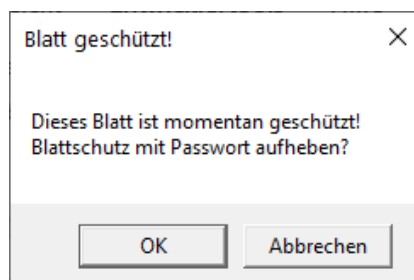 Blatt geschützt!
Dieses Blatt ist momentan geschützt!
Blattschutz mit Passwort aufheben?
OK
Abbrechen